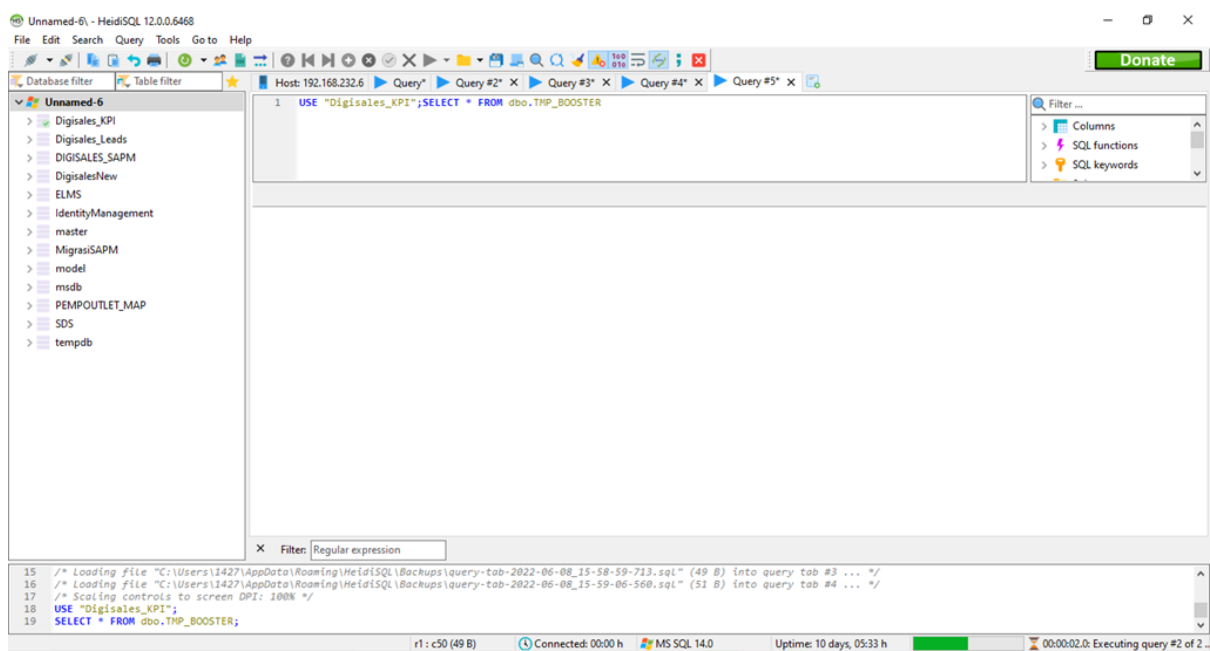 Unnamed-6\ - HeidiSQL 12.0.0.6468
File Edit Search Query Tools Go to Help
Donate
Database filter Table filter
Host: 192.168.232.6 Query* Query #2* Query #3* Query #4* Query #5*
Unnamed-6
Digisales_KPI
Digisales_Leads
DIGISALES_SAPM
DigisalesNew
ELMS
IdentityManagement
master
MigrasiSAPM
model
msdb
PEMPOUTLET_MAP
SDS
tempdb
1 USE "Digisales_KPI";SELECT * FROM dbo.TMP_BOOSTER
Filter ...
Columns
SQL functions
SQL keywords
Filter: Regular expression
15 /* Loading file "C:\Users\1427\AppData\Roaming\HeidiSQL\Backups\query-tab-2022-06-08_15-58-59-713.sql" (49 B) into query tab #3 ... */
16 /* Loading file "C:\Users\1427\AppData\Roaming\HeidiSQL\Backups\query-tab-2022-06-08_15-59-06-560.sql" (51 B) into query tab #4 ... */
17 /* Scaling controls to screen DPI: 100% */
18 USE "Digisales_KPI";
19 SELECT * FROM dbo.TMP_BOOSTER;
r1 : c50 (49 B) Connected: 00:00 h MS SQL 14.0 Uptime: 10 days, 05:33 h 00:00:02.0: Executing query #2 of 2 ..